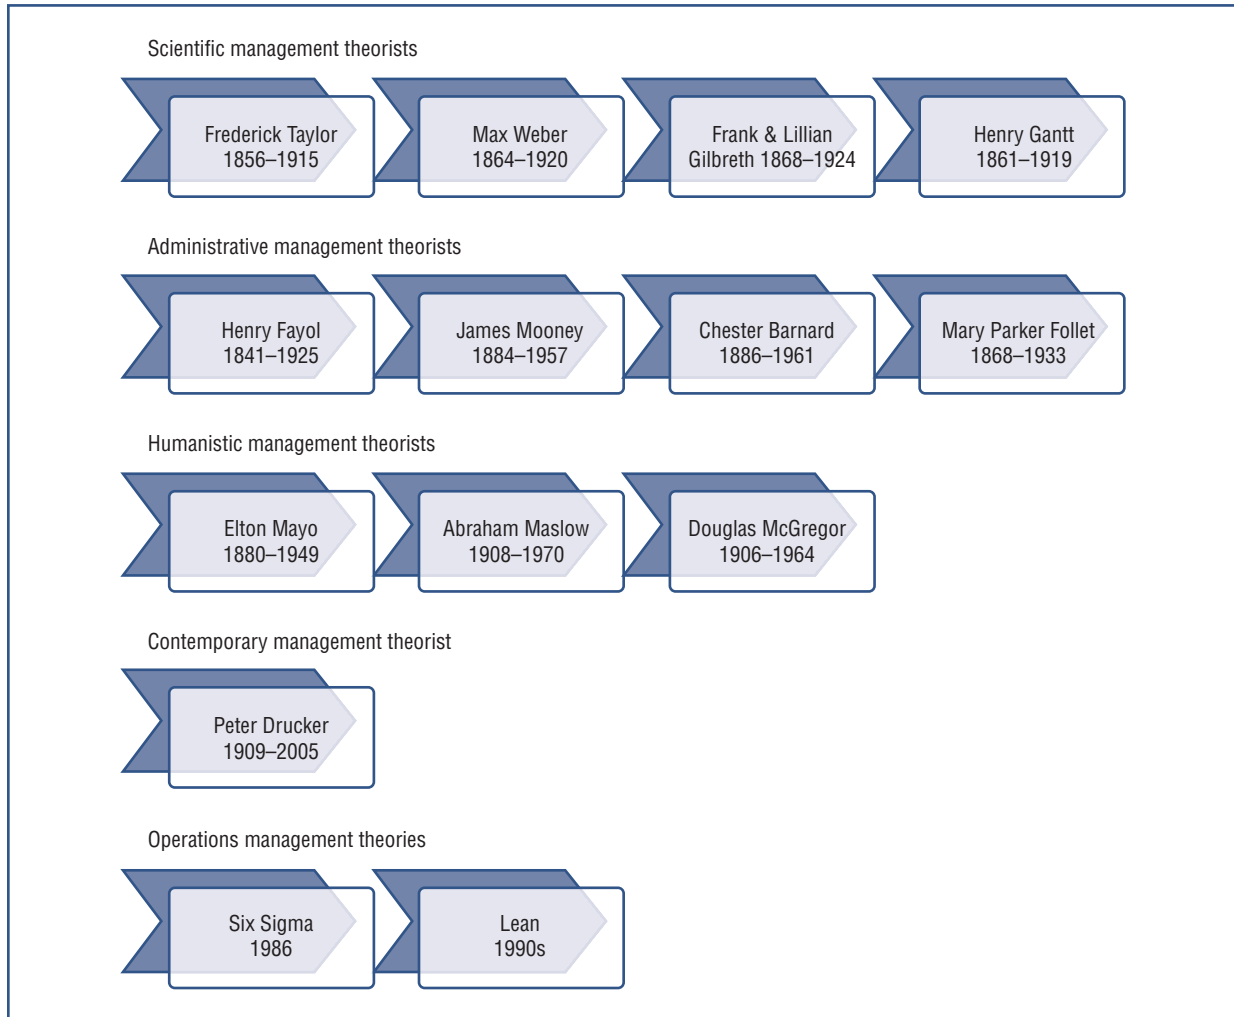 Scientific management theorists
Frederick Taylor
1856–1915
Max Weber
1864–1920
Frank & Lillian
Gilbreth 1868–1924
Henry Gantt
1861–1919
Administrative management theorists
Henry Fayol
1841–1925
James Mooney
1884–1957
Chester Barnard
1886–1961
Mary Parker Follet
1868–1933
Humanistic management theorists
Elton Mayo
1880–1949
Abraham Maslow
1908–1970
Douglas McGregor
1906–1964
Contemporary management theorist
Peter Drucker
1909–2005
Operations management theories
Six Sigma
1986
Lean
1990s